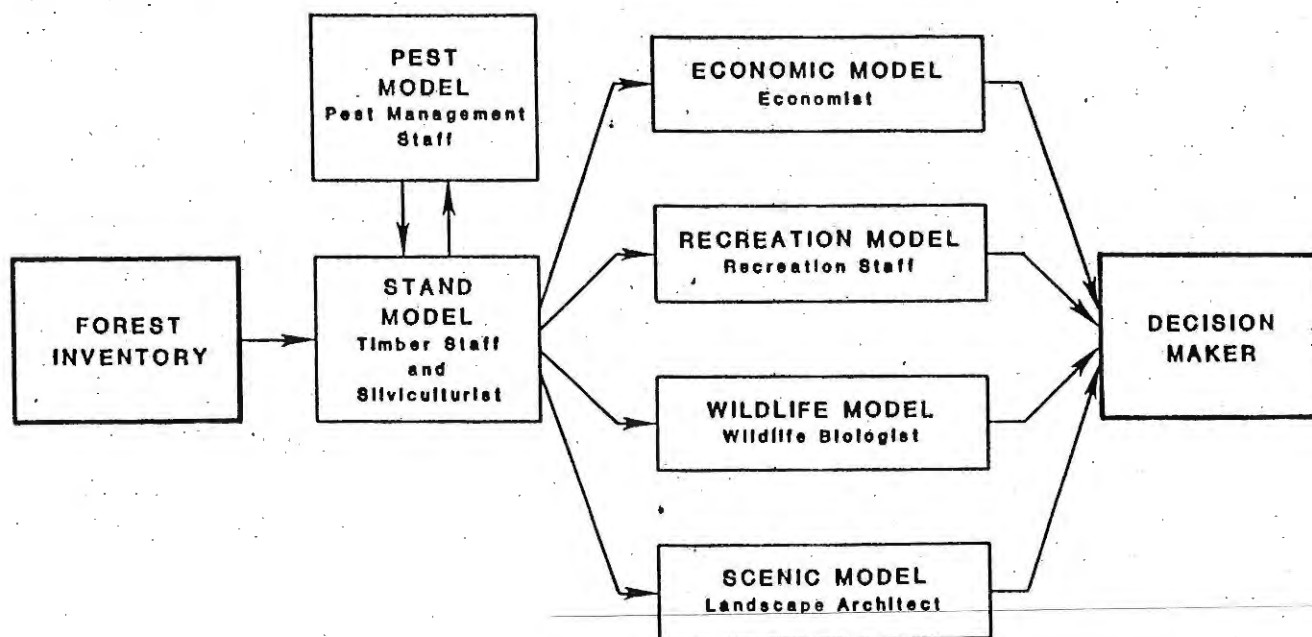 PEST
MODEL
Pest Management
Staff
ECONOMIC MODEL
Economist
RECREATION MODEL
Recreation Staff
FOREST
INVENTORY
STAND
MODEL
Timber Staff
and
Silviculturist
DECISION
MAKER
WILDLIFE MODEL
Wildlife Biologist
SCENIC MODEL
Landscape Architect